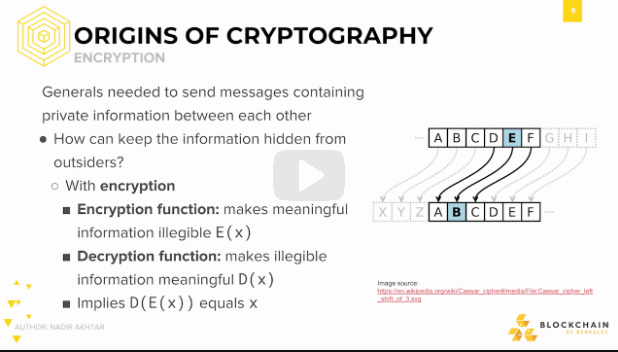 8
ORIGINS OF CRYPTOGRAPHY
ENCRYPTION
Generals needed to send messages containing
private information between each other
● How can keep the information hidden from
outsiders?
○ With encryption
■ Encryption function: makes meaningful
information illegible E(x)
■ Decryption function: makes illegible
information meaningful D(x)
■ Implies D(E(x)) equals x
A B C D E F G H I
X Y Z A B C D E F
Image source:
https://en.wikipedia.org/wiki/Caesar_cipher#/media/File:Caesar_cipher_left
_shift_of_3.svg
AUTHOR: NADIR AKHTAR
BLOCKCHAIN
AT BERKELEY